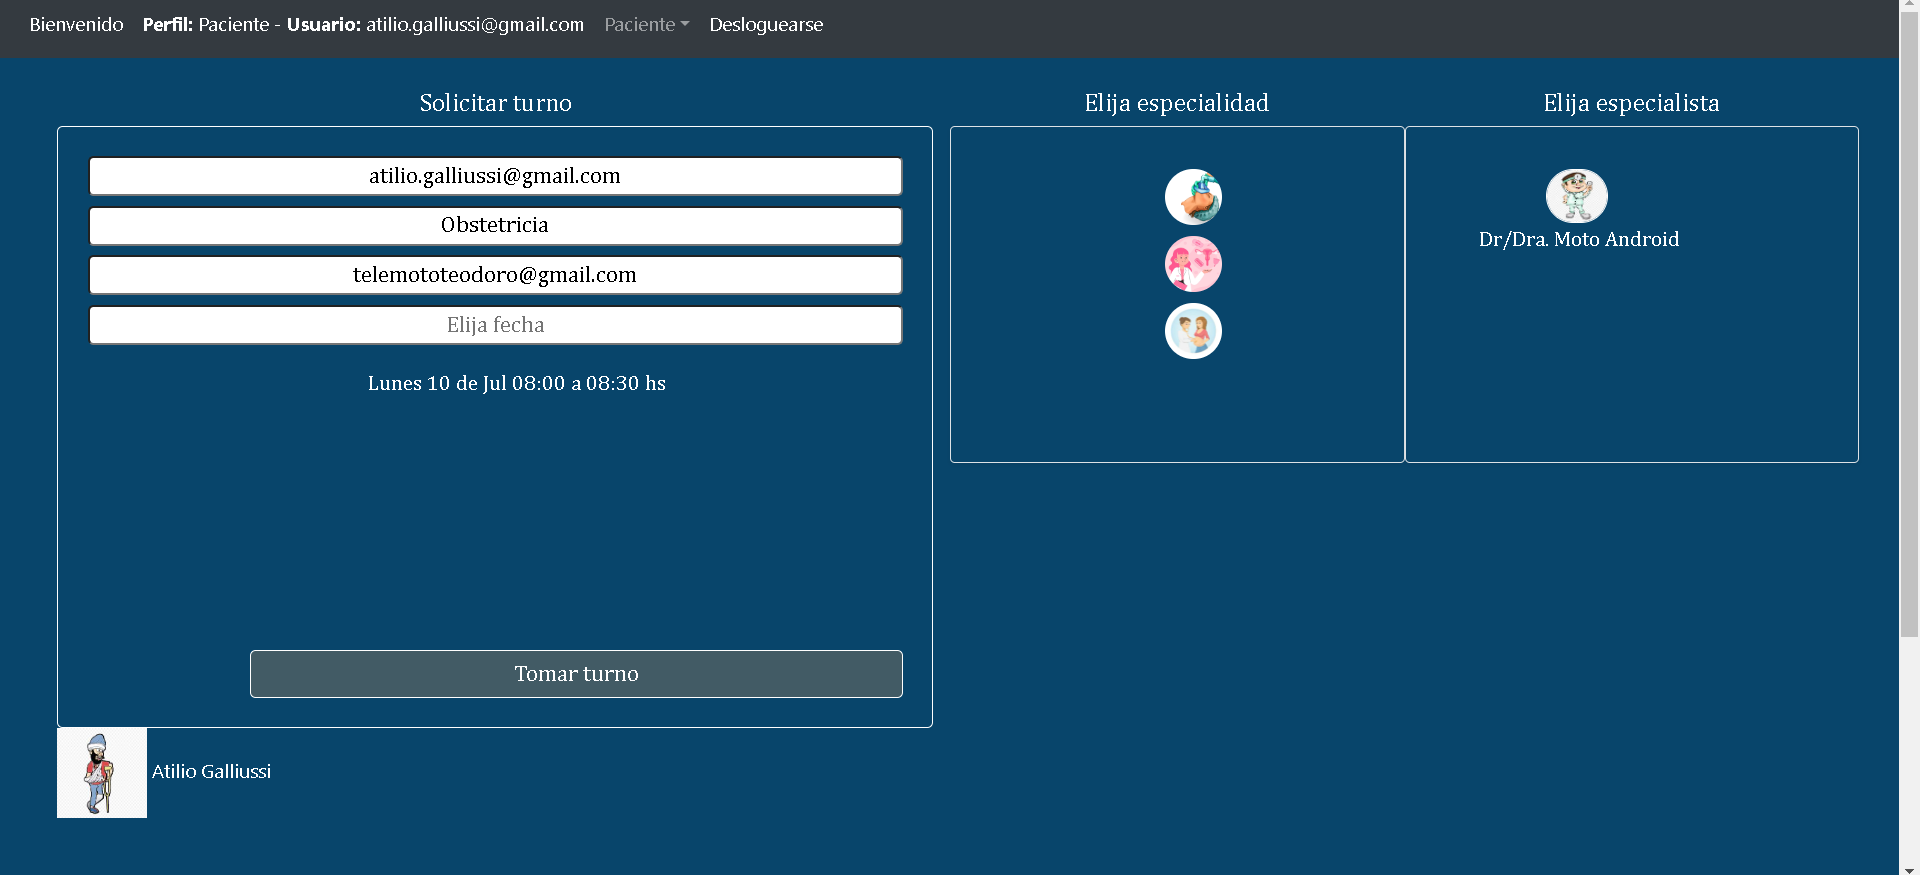 Bienvenido Perfil: Paciente - Usuario: atilio.galliussi@gmail.com Paciente Desloguearse
Solicitar turno
atilio.galliussi@gmail.com
Obstetricia
telemototeodoro@gmail.com
Elija fecha
Lunes 10 de Jul 08:00 a 08:30 hs
Tomar turno
Elija especialidad
Elija especialista
Dr/Dra. Moto Android
Atilio Galliussi